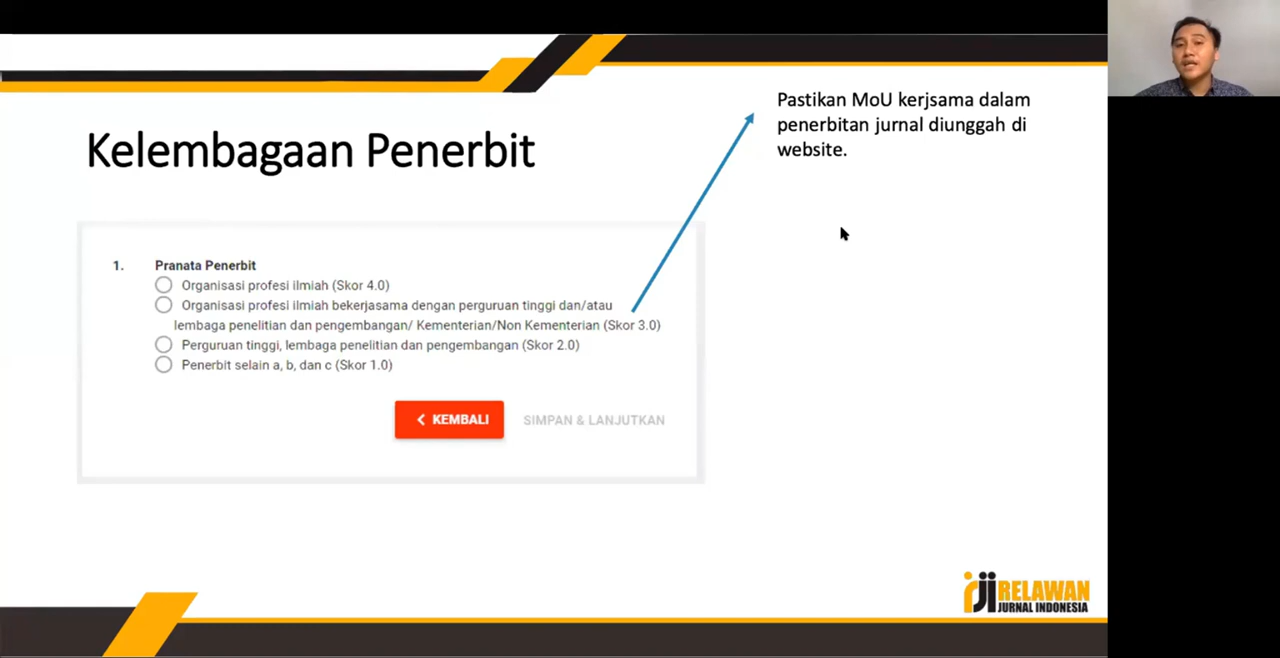 Kelembagaan Penerbit
Pastikan MoU kerjsama dalam
penerbitan jurnal diunggah di
website.
1. Pranata Penerbit
Organisasi profesi ilmiah (Skor 4.0)
Organisasi profesi ilmiah bekerjasama dengan perguruan tinggi dan/atau
lembaga penelitian dan pengembangan/ Kementerian/Non Kementerian (Skor 3.0)
Perguruan tinggi, lembaga penelitian dan pengembangan (Skor 2.0)
Penerbit selain a, b, dan c (Skor 1.0)
KEMBALI SIMPAN & LANJUTKAN
rji RELAWAN
JURNAL INDONESIA